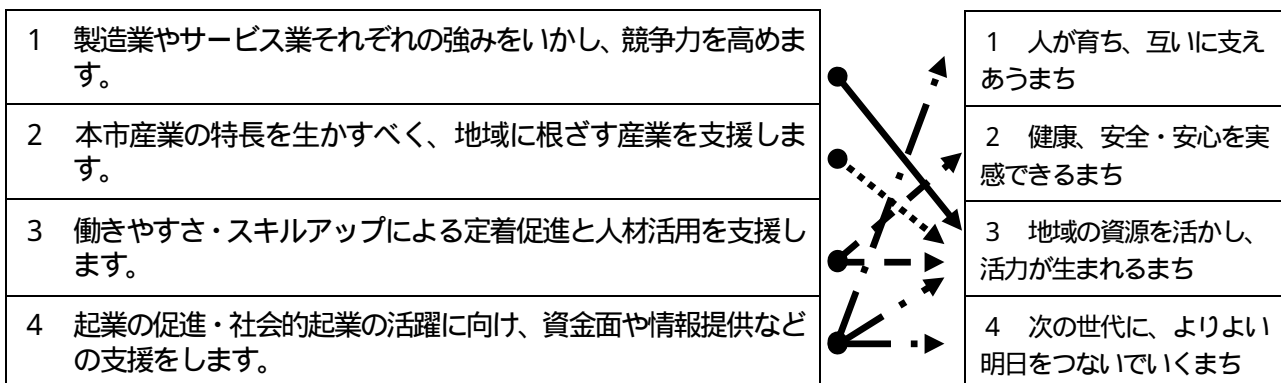 1 製造業やサービス業それぞれの強みをいかし、競争力を高めま
す。
2 本市産業の特長を生かすべく、地域に根ざす産業を支援しま
す。
3 働きやすさ・スキルアップによる定着促進と人材活用を支援し
ます。
4 起業の促進・社会的起業の活躍に向け、資金面や情報提供など
の支援をします。
1 人が育ち、互いに支え
あうまち
2 健康、安全・安心を実
感できるまち
3 地域の資源を活かし、
活力が生まれるまち
4 次の世代に、よりよい
明日をつないでいくまち